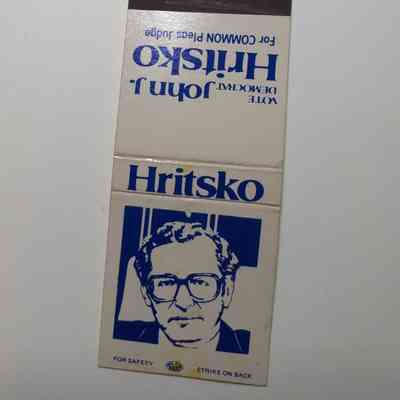 VOTE
DEMOCRAT
John J.
Hritsko
For COMMON Pleas Judge
Hritsko
FOR SAFETY STRIKE ON BACK